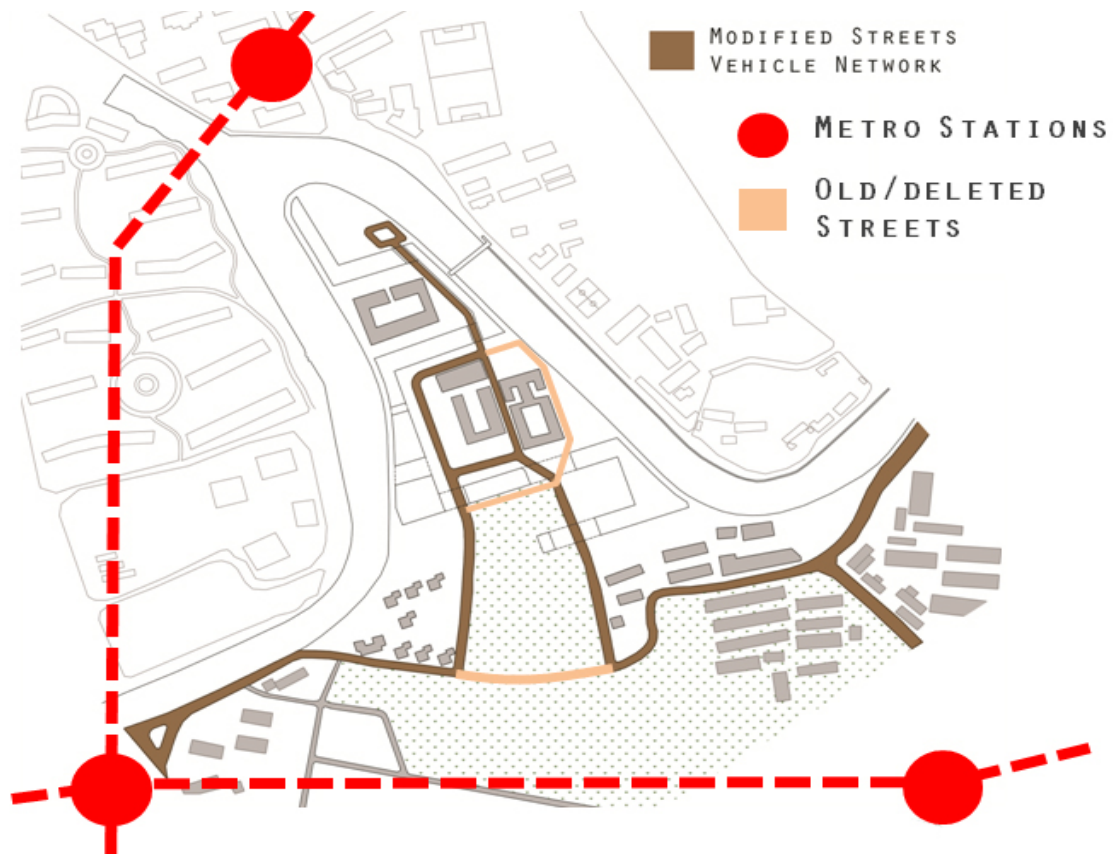 Modified Streets
Vehicle Network
Metro Stations
Old/deleted
Streets